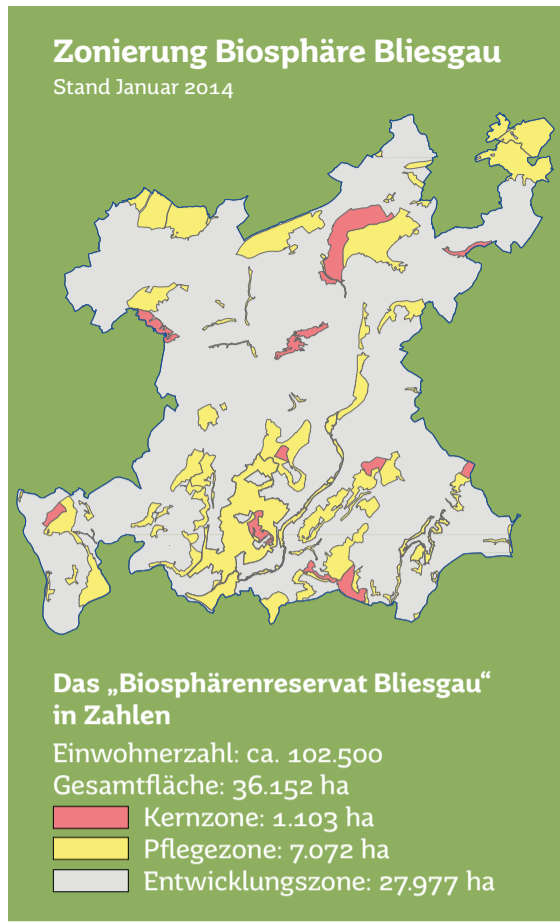 Zonierung Biosphäre Bliesgau
Stand Januar 2014
Das „Biosphärenreservat Bliesgau“
in Zahlen
Einwohnerzahl: ca. 102.500
Gesamtfläche: 36.152 ha
Kernzone: 1.103 ha
Pflegezone: 7.072 ha
Entwicklungszone: 27.977 ha